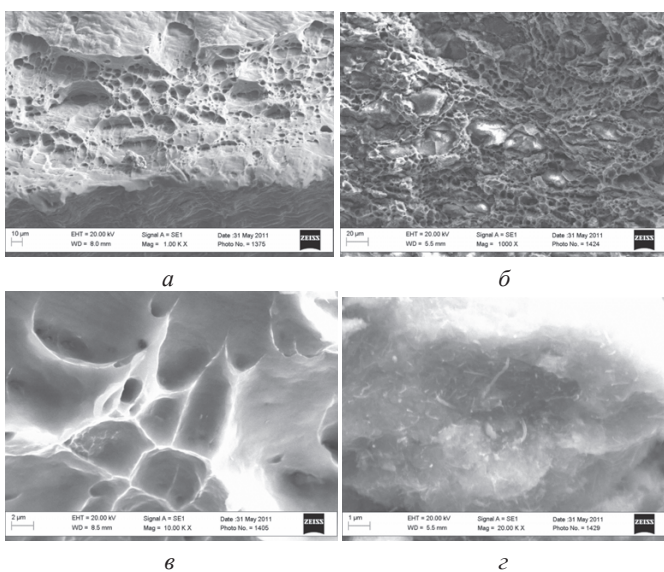 10 µm
EHT = 20.00 kV Signal A = SE1 Date :31 May 2011
WD = 8.0 mm Mag = 1.00 K X Photo No. = 1375
ZEISS
а
20 µm
EHT = 20.00 kV Signal A = SE1 Date :31 May 2011
WD = 5.5 mm Mag = 1000 X Photo No. = 1424
ZEISS
б
2 µm
EHT = 20.00 kV Signal A = SE1 Date :31 May 2011
WD = 8.5 mm Mag = 10.00 K X Photo No. = 1405
ZEISS
в
1 µm
EHT = 20.00 kV Signal A = SE1 Date :31 May 2011
WD = 5.5 mm Mag = 20.00 K X Photo No. = 1429
ZEISS
г